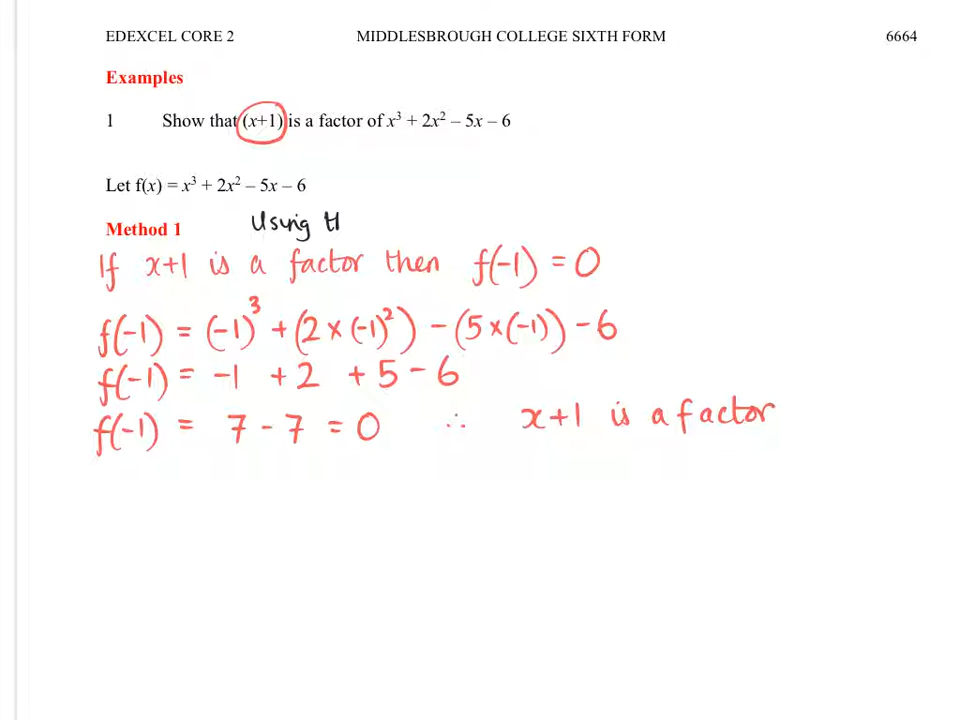 EDEXCEL CORE 2 MIDDLESBROUGH COLLEGE SIXTH FORM 6664
Examples
1 Show that (x+1) is a factor of x³ + 2x² – 5x – 6
Let f(x) = x³ + 2x² – 5x – 6
Method 1 Using tl
If x+1 is a factor then f(-1) = 0
f(-1) = (-1)³ + (2 × (-1)²) - (5 × (-1)) - 6
f(-1) = -1 + 2 + 5 - 6
f(-1) = 7 - 7 = 0 ∴ x+1 is a factor